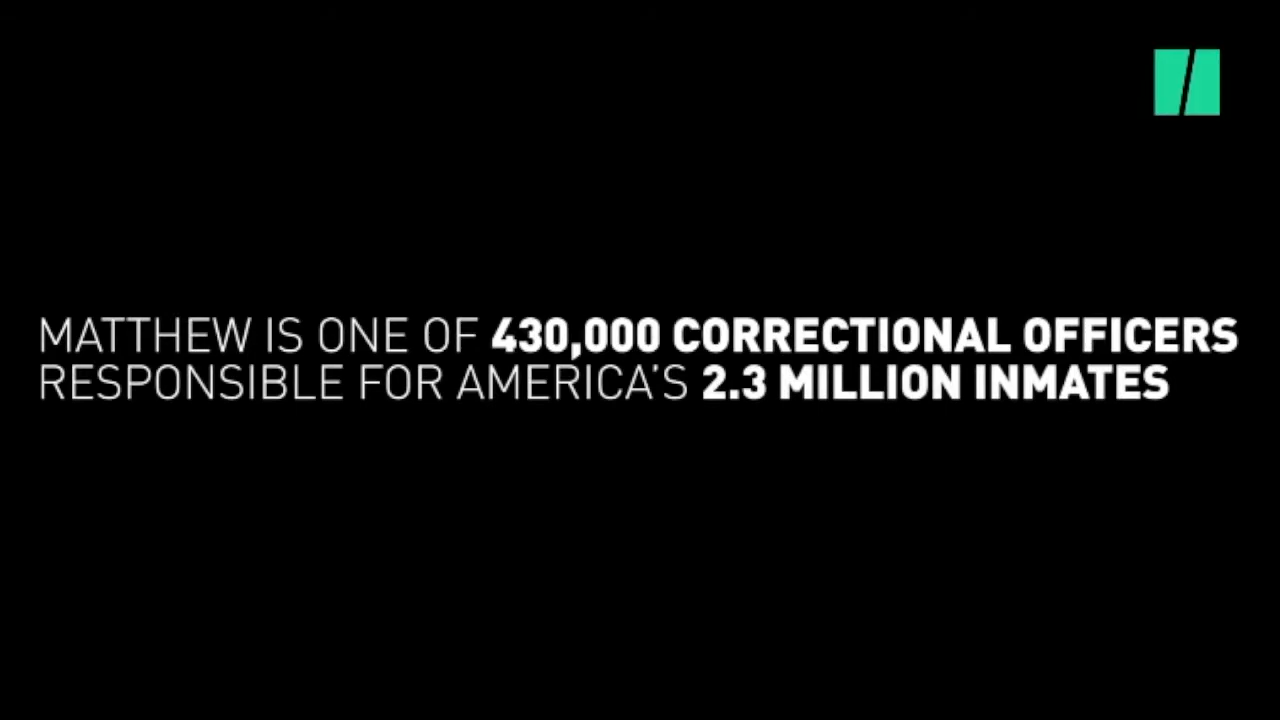 MATTHEW IS ONE OF 430,000 CORRECTIONAL OFFICERS
RESPONSIBLE FOR AMERICA'S 2.3 MILLION INMATES